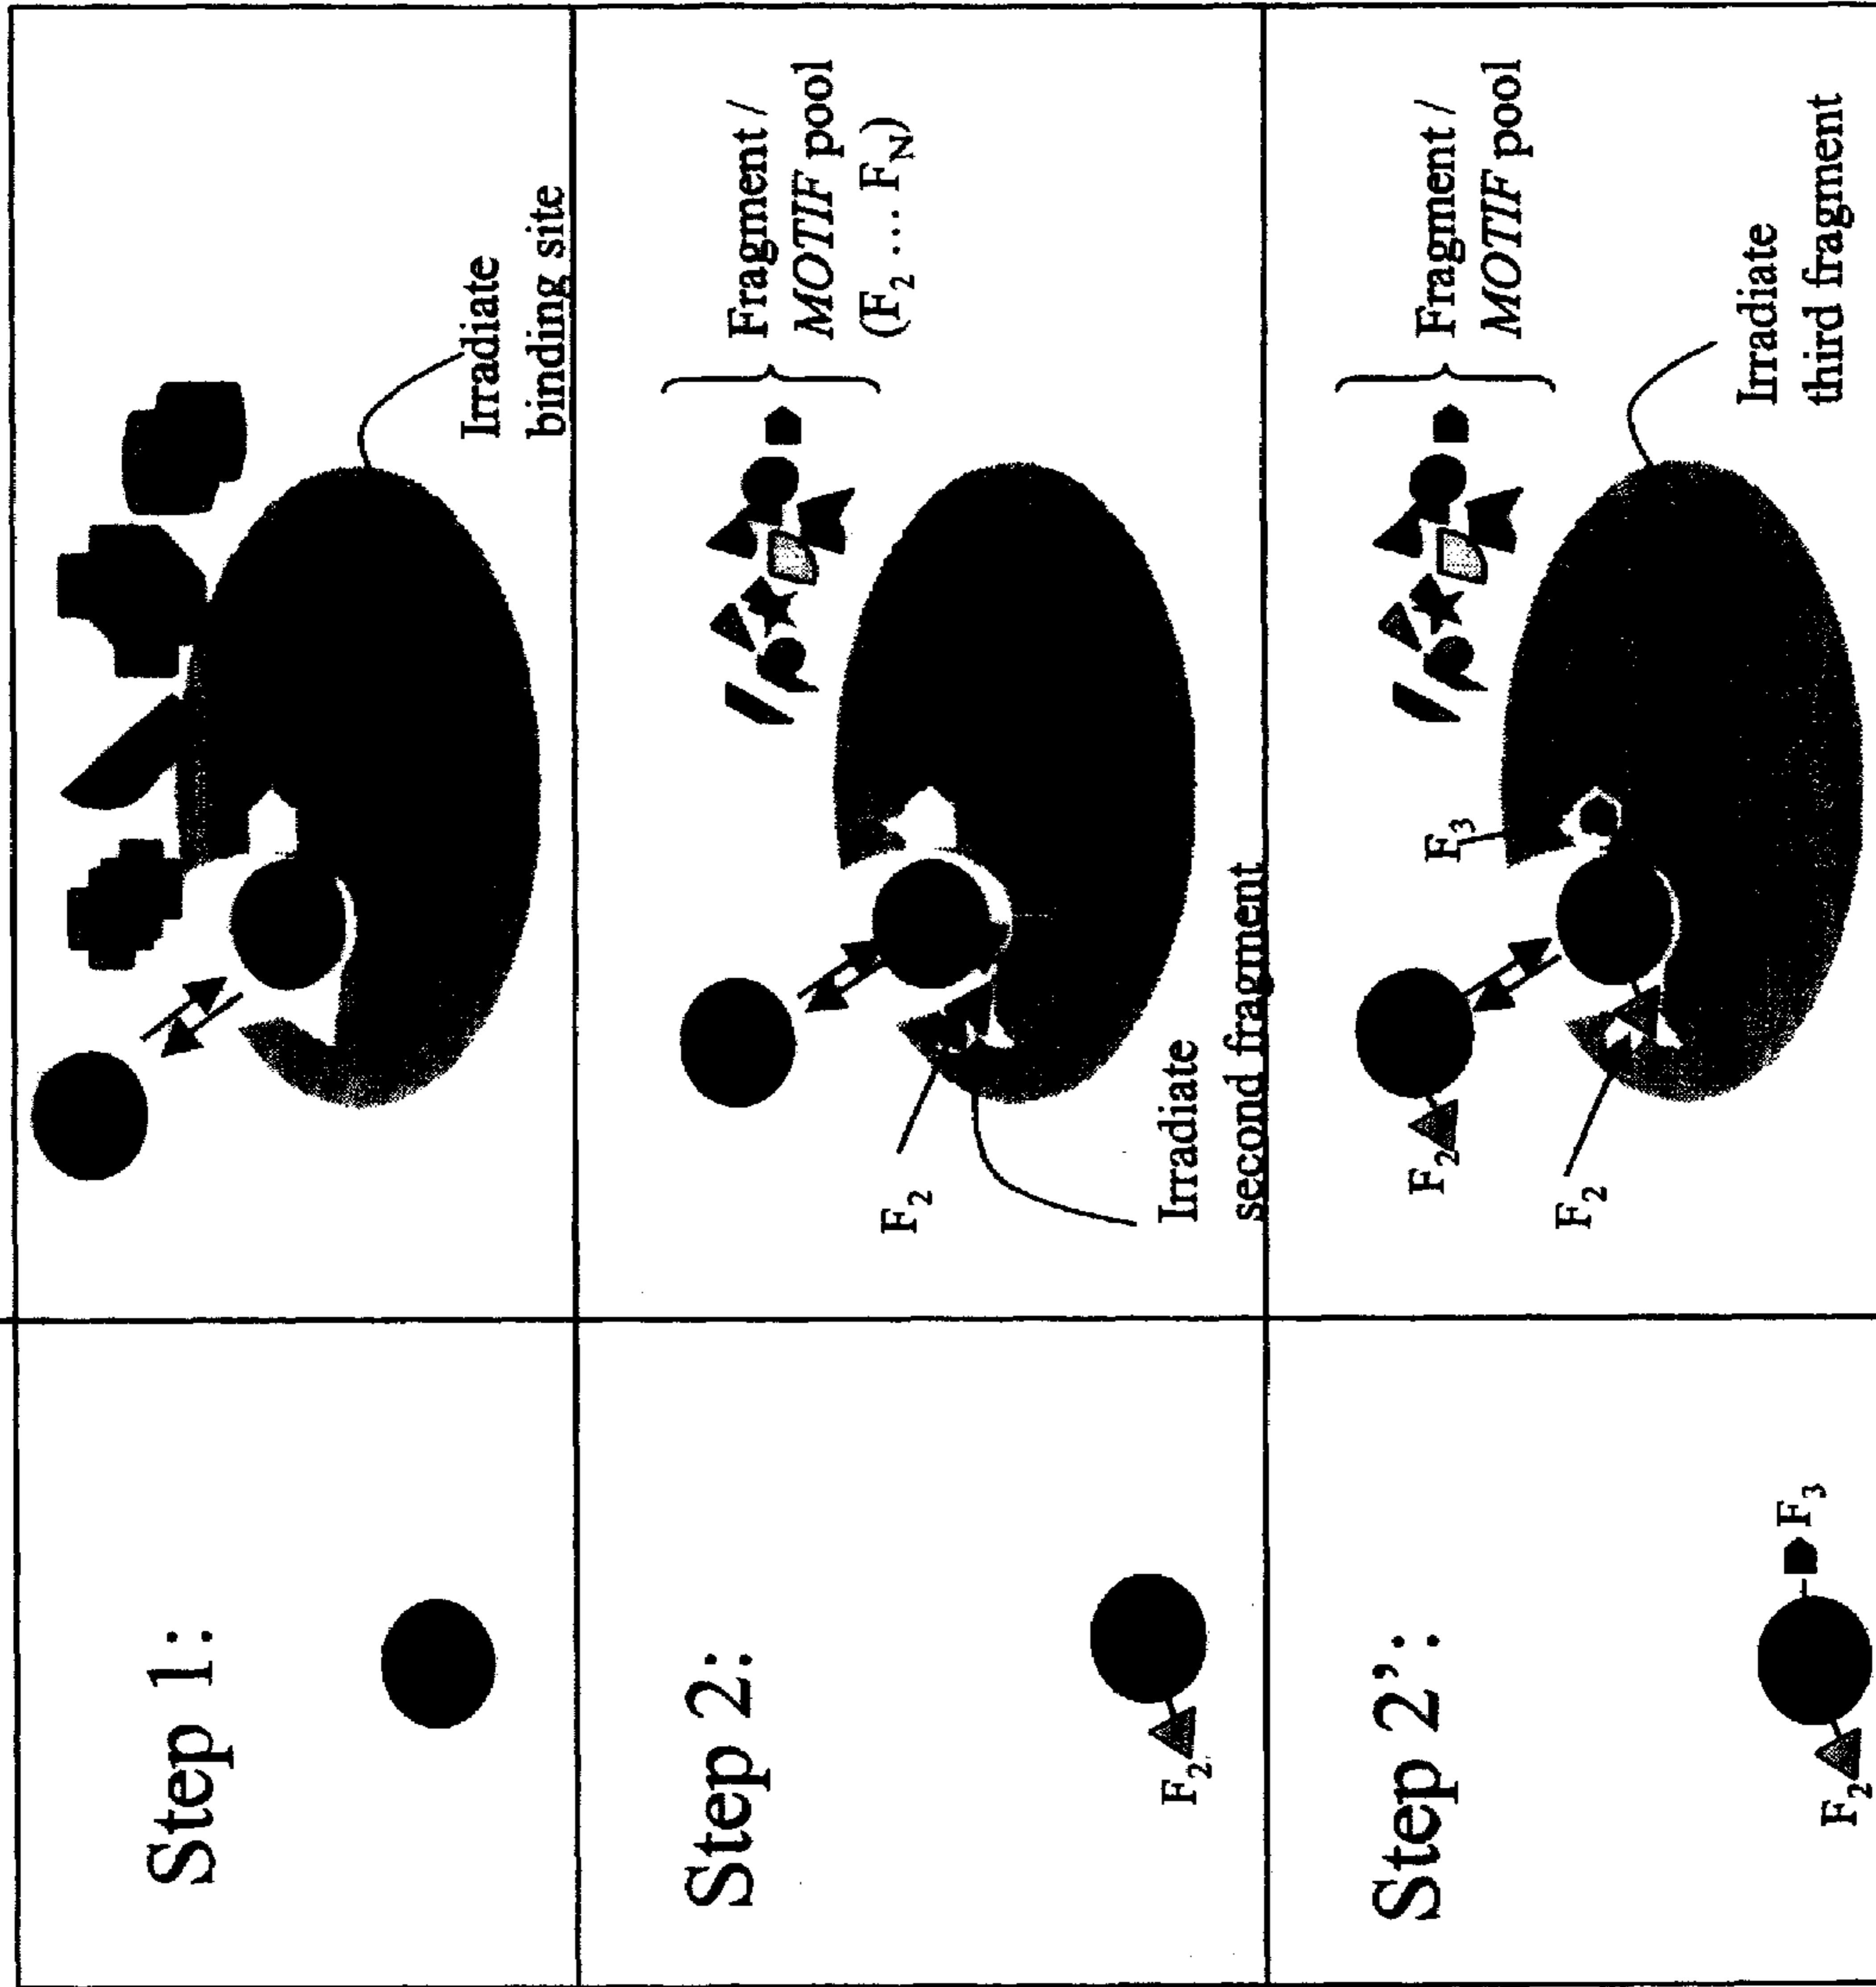 Step 1:
Irradiate
binding site
Step 2:
F₂
F₂
Irradiate
second fragment
Fragment /
MOTIF pool
(F₂ ... F_N)
Step 2’:
F₂
F₃
F₂
F₂
F₃
Fragment /
MOTIF pool
Irradiate
third fragment